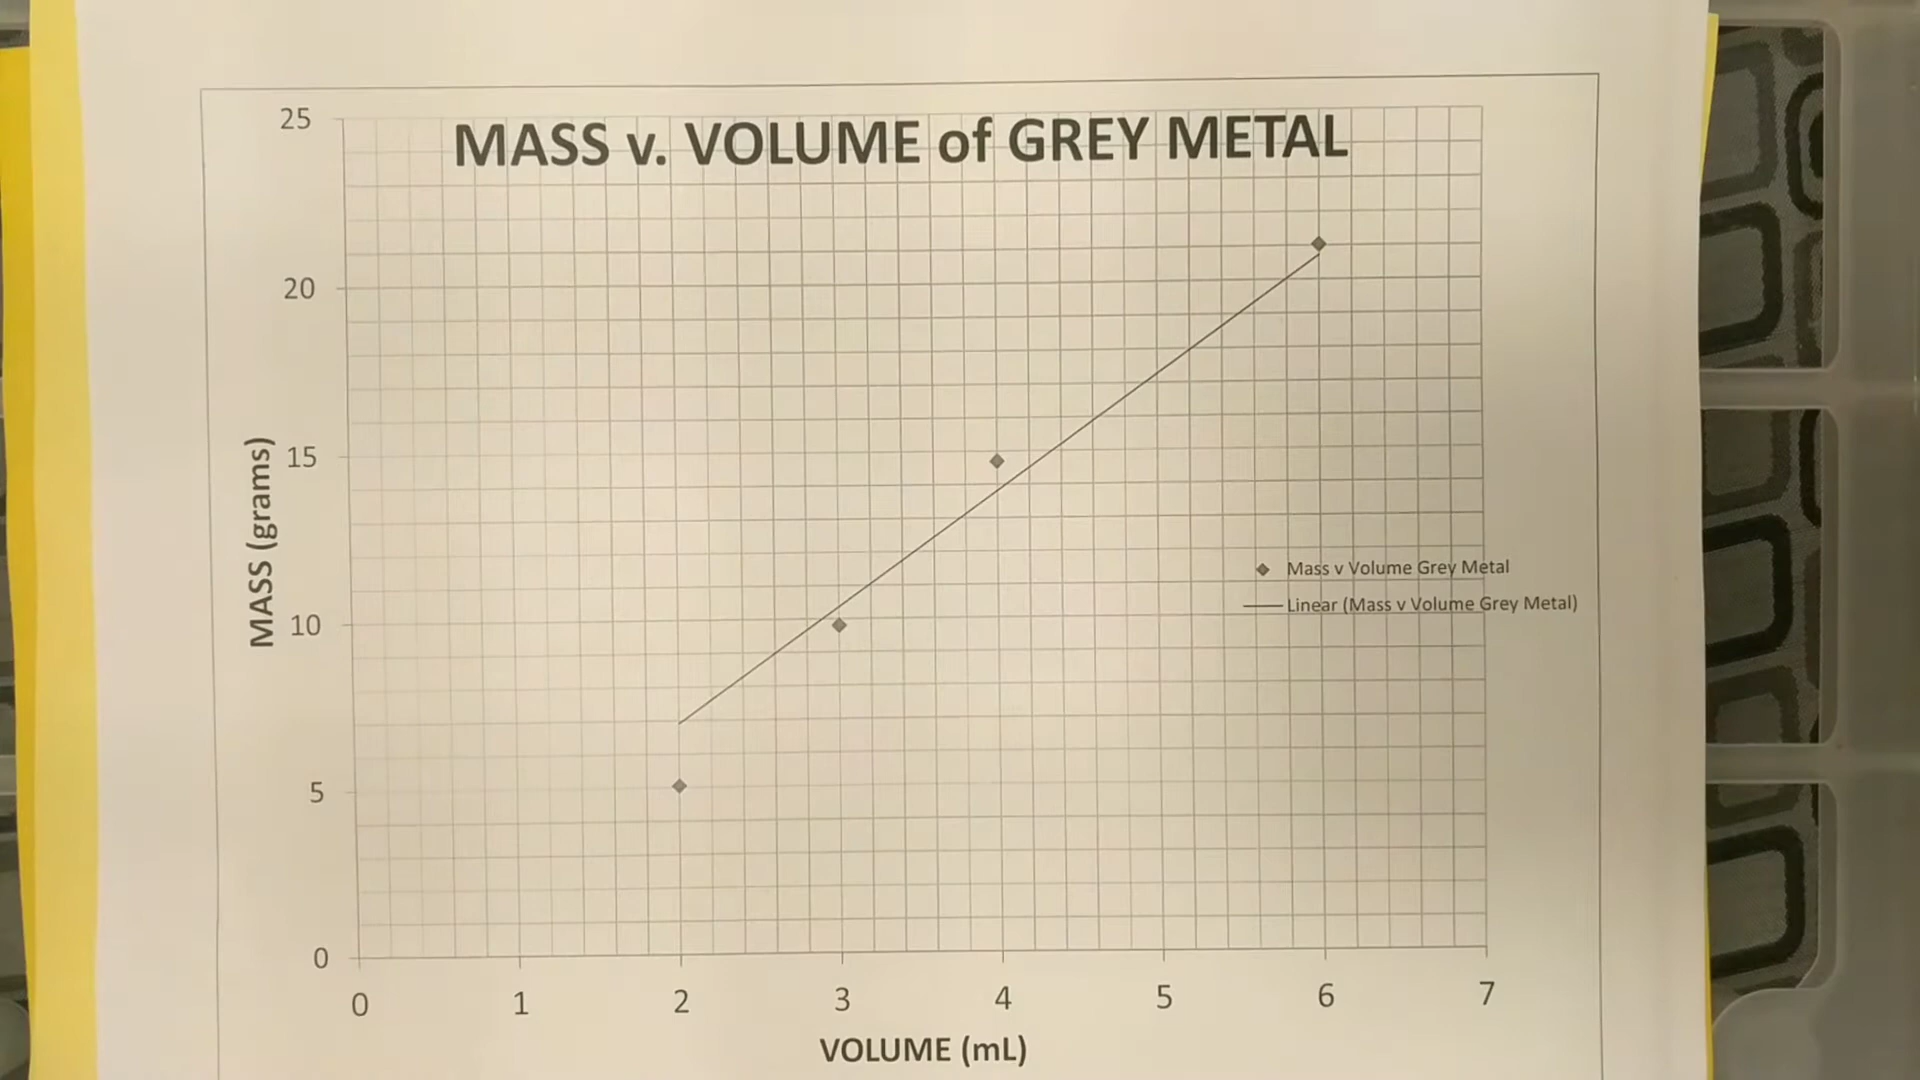 MASS v. VOLUME of GREY METAL
25
20
15
10
5
0
MASS (grams)
Mass v Volume Grey Metal
Linear (Mass v Volume Grey Metal)
0 1 2 3 4 5 6 7
VOLUME (mL)